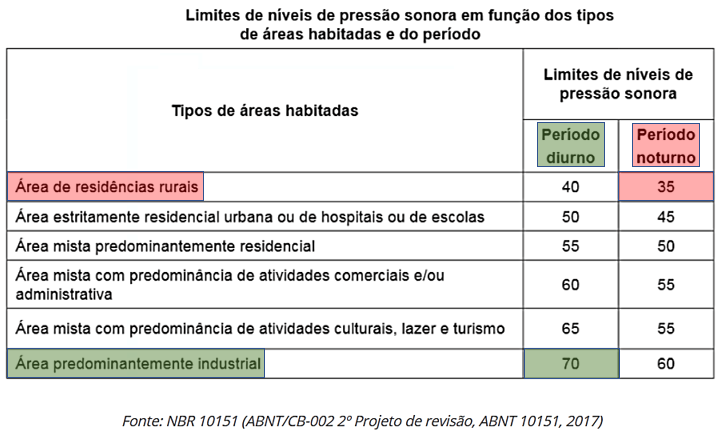 Limites de níveis de pressão sonora em função dos tipos
de áreas habitadas e do período
Tipos de áreas habitadas
Limites de níveis de
pressão sonora
Período
diurno
Período
noturno
Área de residências rurais 40 35
Área estritamente residencial urbana ou de hospitais ou de escolas 50 45
Área mista predominantemente residencial 55 50
Área mista com predominância de atividades comerciais e/ou
administrativa 60 55
Área mista com predominância de atividades culturais, lazer e turismo 65 55
Área predominantemente industrial 70 60
Fonte: NBR 10151 (ABNT/CB-002 2º Projeto de revisão, ABNT 10151, 2017)